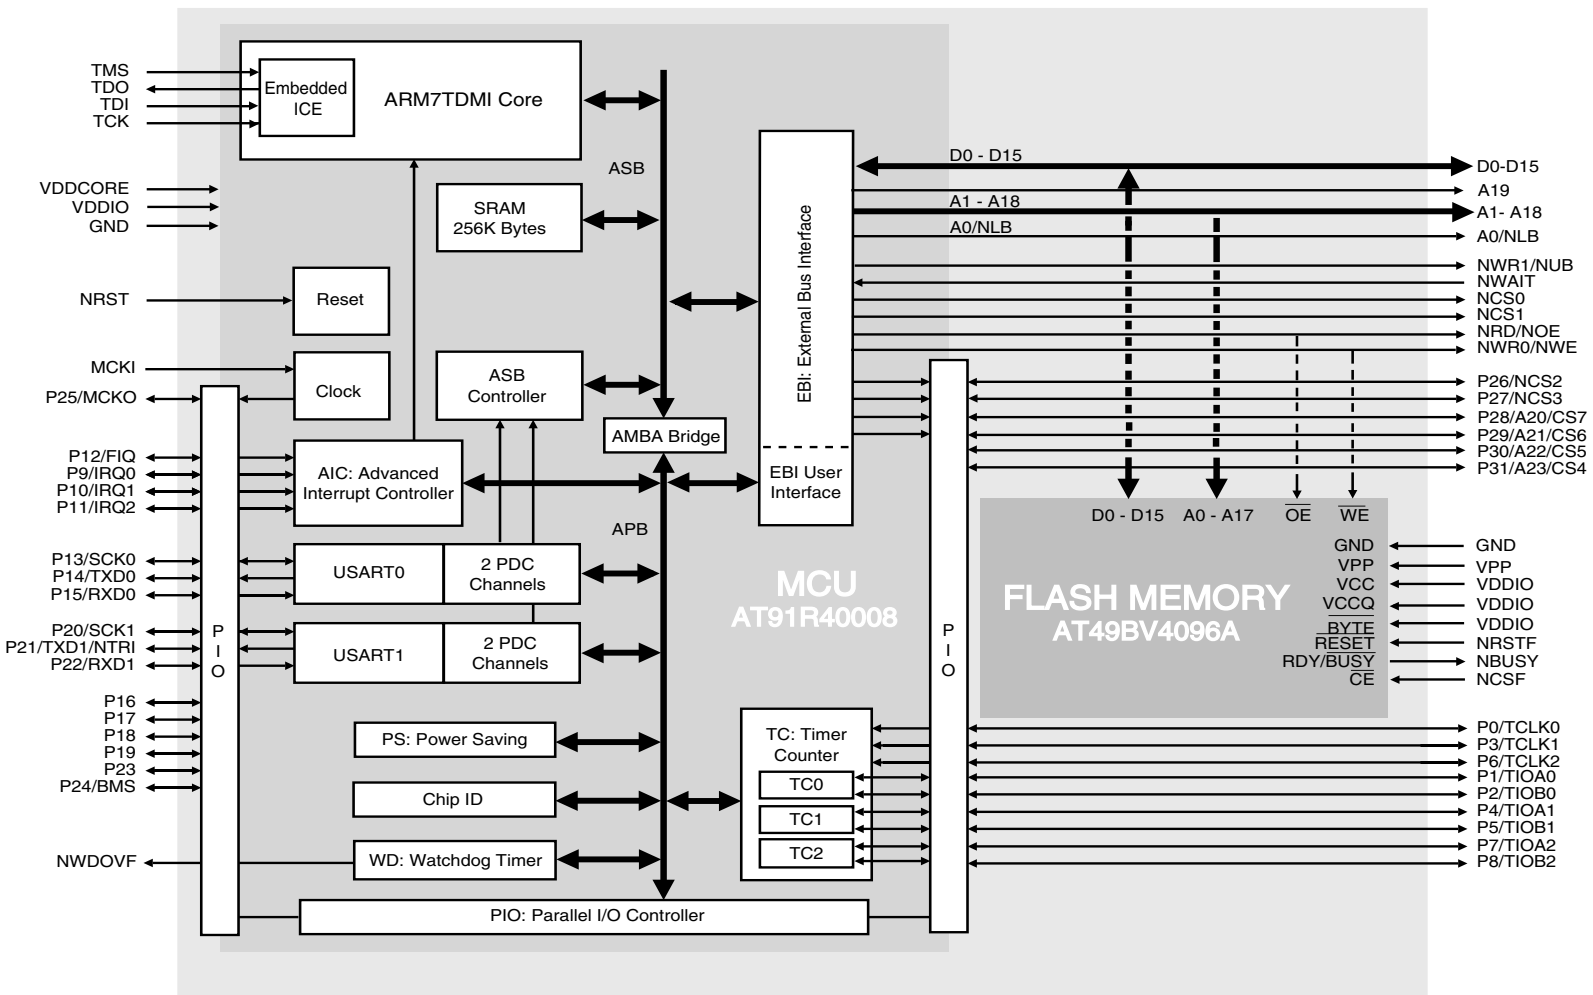 TMS
TDO
TDI
TCK
Embedded
ICE
ARM7TDMI Core
ASB
VDDCORE
VDDIO
GND
SRAM
256K Bytes
NRST
Reset
MCKI
P25/MCKO
Clock
ASB
Controller
AMBA Bridge
EBI: External Bus Interface
EBI User
Interface
D0 - D15
A1 - A18
A0/NLB
D0-D15
A19
A1- A18
A0/NLB
NWR1/NUB
NWAIT
NCS0
NCS1
NRD/NOE
NWR0/NWE
P26/NCS2
P27/NCS3
P28/A20/CS7
P29/A21/CS6
P30/A22/CS5
P31/A23/CS4
P12/FIQ
P9/IRQ0
P10/IRQ1
P11/IRQ2
AIC: Advanced
Interrupt Controller
APB
P13/SCK0
P14/TXD0
P15/RXD0
USART0
2 PDC
Channels
P20/SCK1
P21/TXD1/NTRI
P22/RXD1
USART1
2 PDC
Channels
P
I
O
MCU
AT91R40008
P
I
O
D0 - D15
A0 - A17
OE
WE
FLASH MEMORY
AT49BV4096A
GND
VPP
VCC
VCCQ
BYTE
RESET
RDY/BUSY
CE
GND
VPP
VDDIO
VDDIO
VDDIO
NRSTF
NBUSY
NCSF
P16
P17
P18
P19
P23
P24/BMS
PS: Power Saving
Chip ID
NWDOVF
WD: Watchdog Timer
TC: Timer
Counter
TC0
TC1
TC2
P0/TCLK0
P3/TCLK1
P6/TCLK2
P1/TIOA0
P2/TIOB0
P4/TIOA1
P5/TIOB1
P7/TIOA2
P8/TIOB2
PIO: Parallel I/O Controller